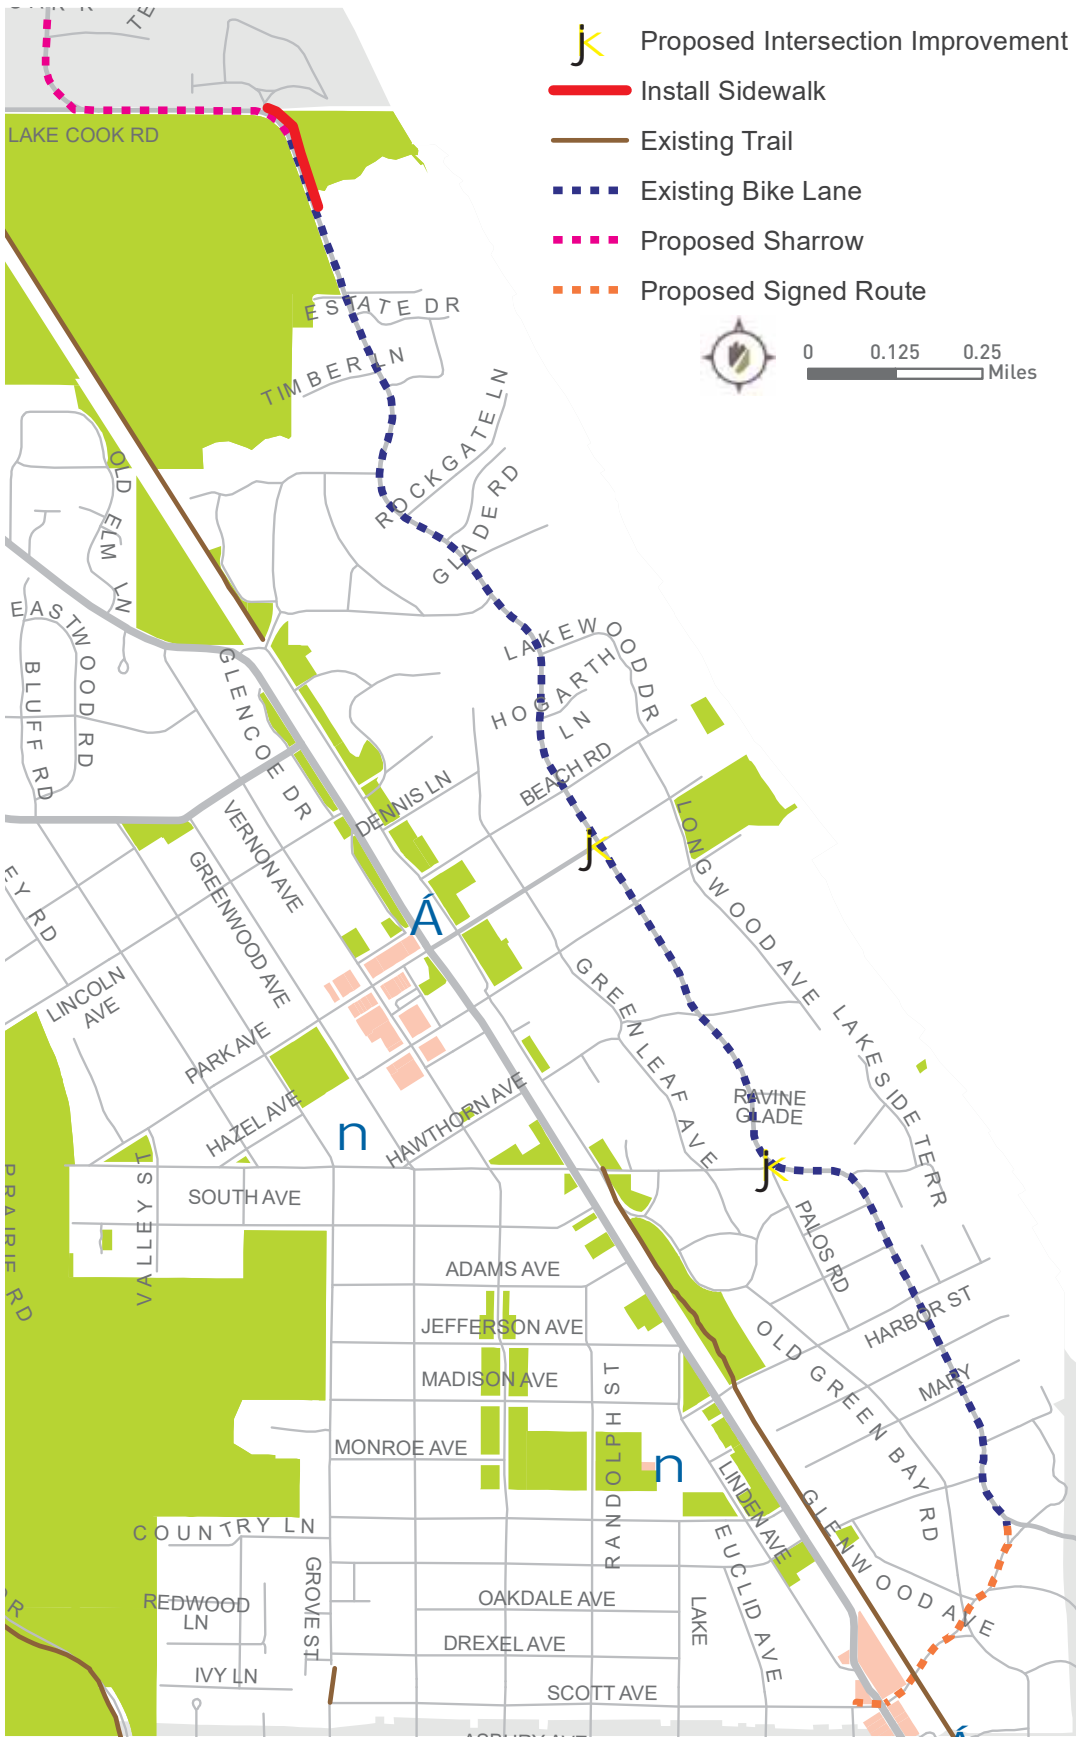 Proposed Intersection Improvement
Install Sidewalk
Existing Trail
Existing Bike Lane
Proposed Sharrow
Proposed Signed Route
0 0.125 0.25
Miles
LAKE COOK RD
ESTATE DR
TIMBER LN
ROCKGATE LN
GLADE RD
OLD ELM LN
EASTWOOD RD
BLUFF RD
GLENCOE DR
LAKEWOOD DR
HOGARTH
LN
BEACH RD
DENNIS LN
VERNON AVE
GREENWOOD AVE
LONGWOOD AVE
EY RD
LINCOLN
AVE
PARK AVE
HAZEL AVE
HAWTHORN AVE
GREENLEAF AVE
LAKESIDE TERR
RAVINE
GLADE
PRAIRIE RD
VALLEY ST
SOUTH AVE
PALOS RD
ADAMS AVE
JEFFERSON AVE
MADISON AVE
MONROE AVE
RANDOLPH ST
HARBOR ST
MARY
OLD GREEN BAY RD
LINDEN AVE
GLENWOOD AVE
EUCLID AVE
COUNTRY LN
GROVE ST
REDWOOD
LN
OAKDALE AVE
LAKE
DREXEL AVE
IVY LN
SCOTT AVE
ASBURY AVE